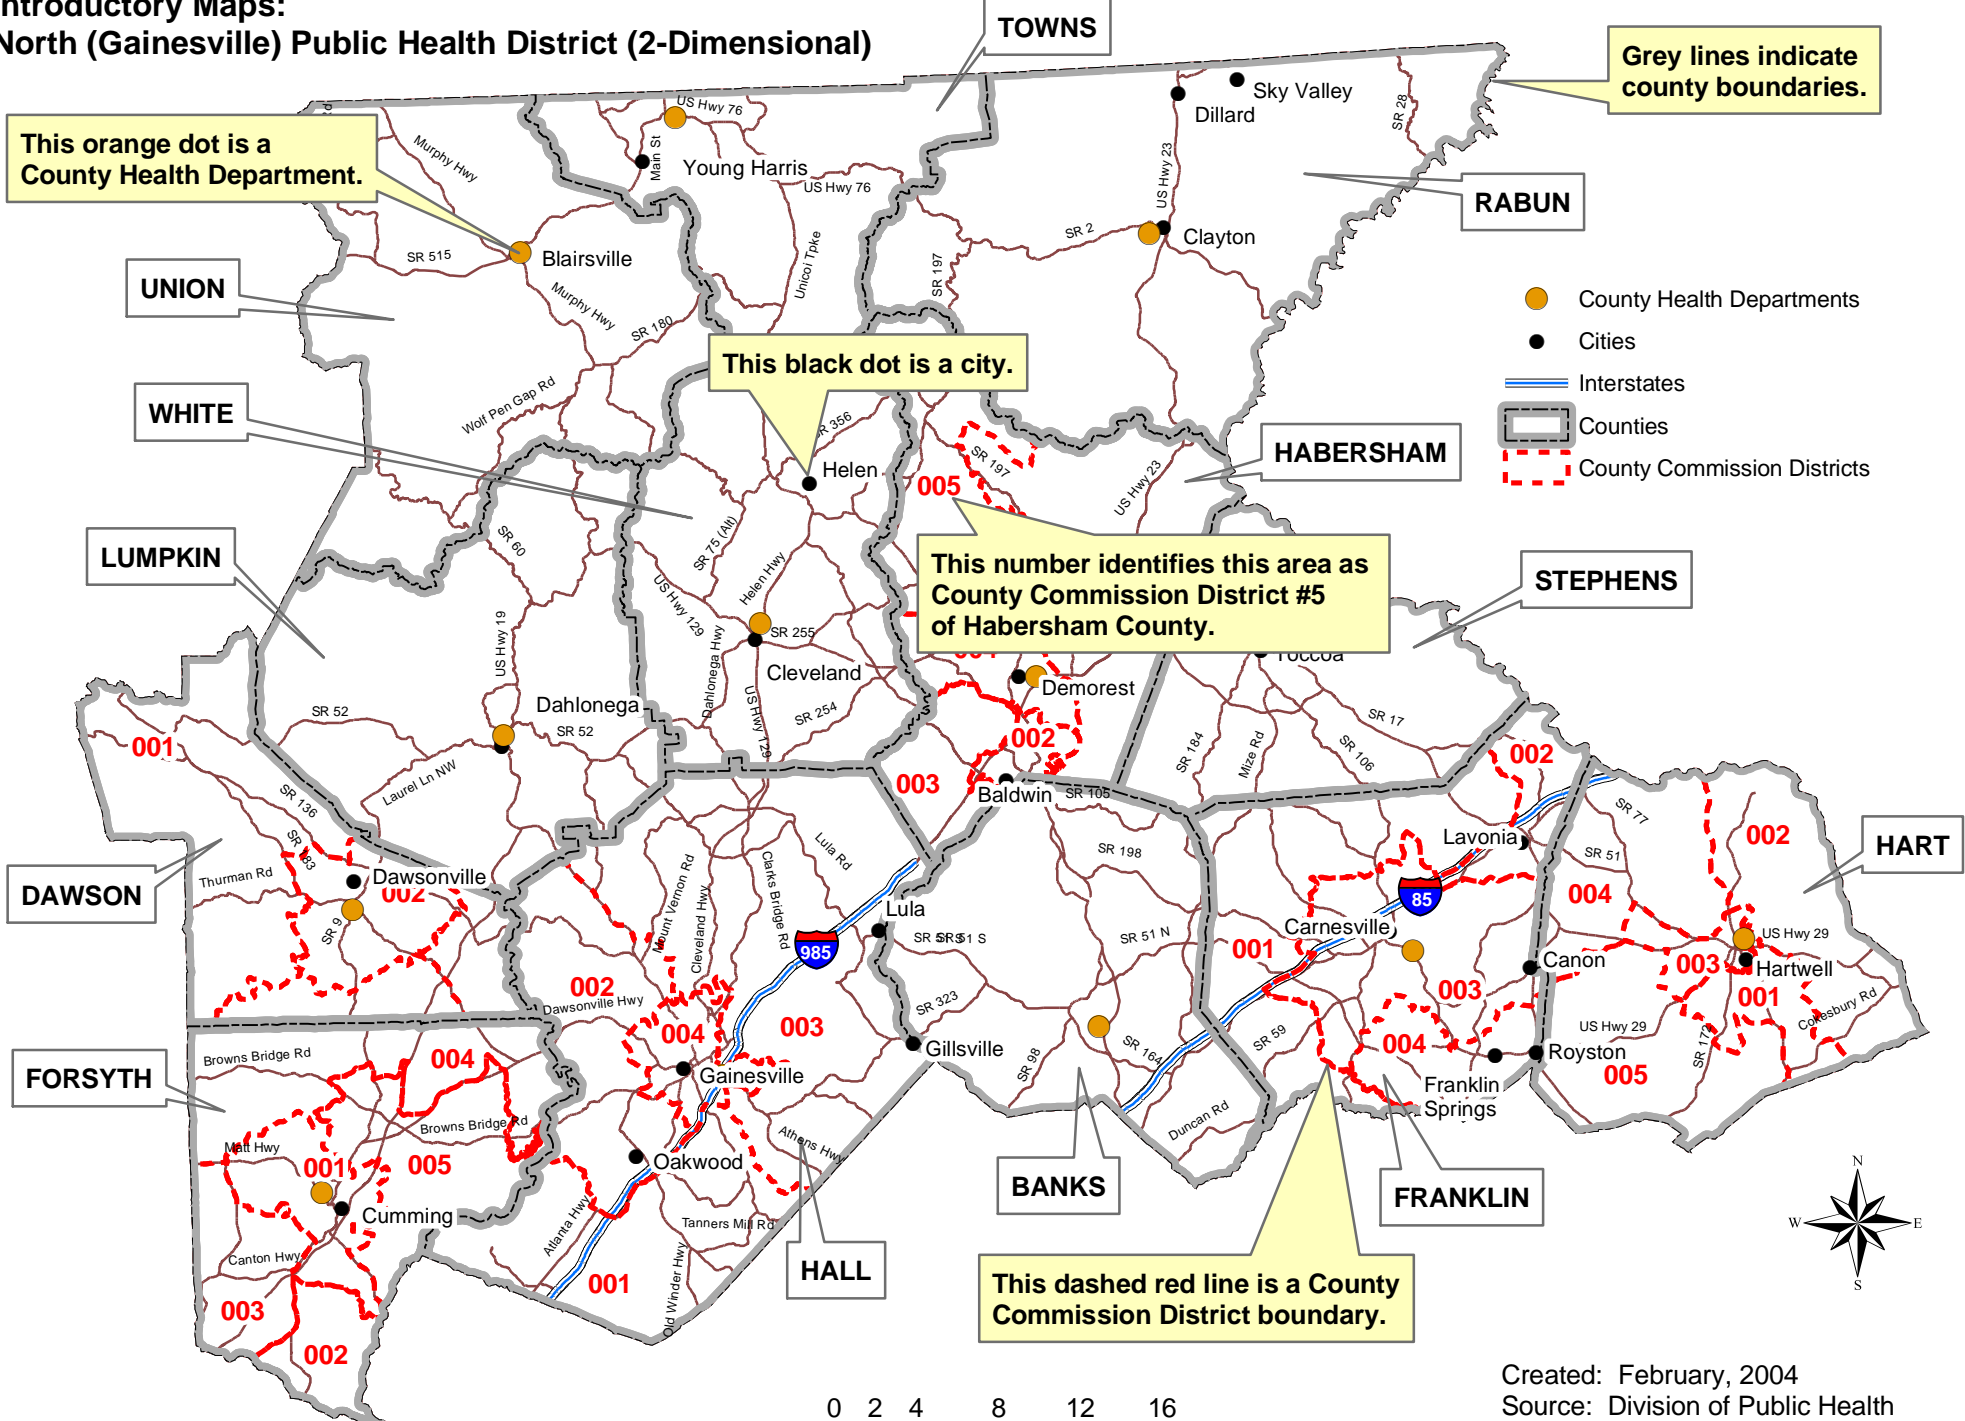 Introductory Maps:
North (Gainesville) Public Health District (2-Dimensional)
TOWNS
Grey lines indicate
county boundaries.
This orange dot is a
County Health Department.
US Hwy 76
Main St
Young Harris
Murphy Hwy
US Hwy 76
Sky Valley
Dillard
SR 28
US Hwy 23
RABUN
SR 2
Clayton
SR 515
Blairsville
UNION
Murphy Hwy
SR 180
Unicoi Tpke
SR 197
County Health Departments
Cities
Interstates
Counties
County Commission Districts
This black dot is a city.
WHITE
Wolf Pen Gap Rd
SR 356
Helen
SR 197
005
US Hwy 23
HABERSHAM
LUMPKIN
SR 60
SR 75 (Alt)
Helen Hwy
This number identifies this area as
County Commission District #5
of Habersham County.
STEPHENS
US Hwy 19
US Hwy 129
SR 255
Dahlonega Hwy
Cleveland
Toccoa
Demorest
Dahlonega
SR 52
SR 52
US Hwy 129
SR 254
002
SR 17
SR 184
Mize Rd
SR 106
002
001
Laurel Ln NW
SR 136
003
Baldwin
SR 105
SR 77
SR 183
Lula Rd
Lavonia
002
HART
DAWSON
Thurman Rd
Dawsonville
002
SR 9
Mount Vernon Rd
Cleveland Hwy
Clarks Bridge Rd
SR 198
SR 51
004
85
Lula
985
SR 51 S
SR 51 N
001
Carnesville
US Hwy 29
Canon
003
Hartwell
002
Dawsonville Hwy
004
003
SR 323
003
001
Cokesbury Rd
US Hwy 29
SR 172
FORSYTH
Browns Bridge Rd
004
Gainesville
Gillsville
SR 98
SR 164
SR 59
004
Royston
005
Franklin
Springs
Browns Bridge Rd
Duncan Rd
Matt Hwy
001
005
Oakwood
Athens Hwy
BANKS
FRANKLIN
Cumming
Atlanta Hwy
Tanners Mill Rd
Canton Hwy
001
Old Winder Hwy
HALL
This dashed red line is a County
Commission District boundary.
003
002
N
W
E
S
0 2 4 8 12 16
Created: February, 2004
Source: Division of Public Health